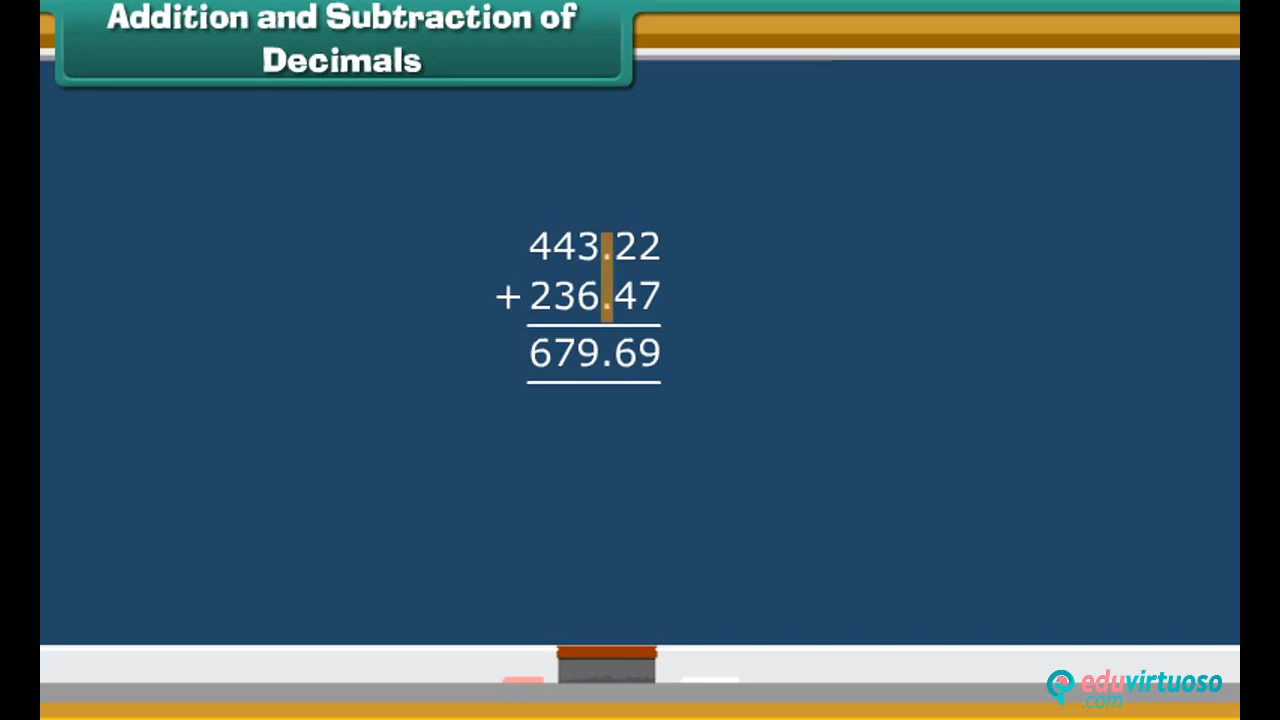 Addition and Subtraction of
Decimals
443.22
+236.47
679.69
eduvirtuoso
.com